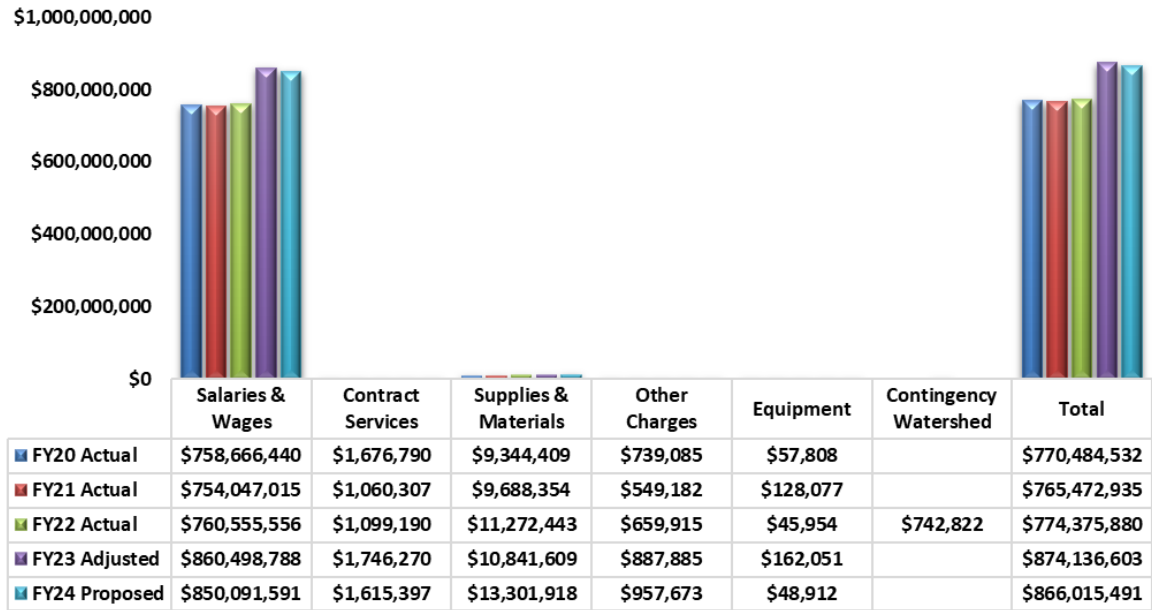 $1,000,000,000
$800,000,000
$600,000,000
$400,000,000
$200,000,000
$0
Salaries & Wages Contract Services Supplies & Materials Other Charges Equipment Contingency Watershed Total
FY20 Actual $758,666,440 $1,676,790 $9,344,409 $739,085 $57,808 $770,484,532
FY21 Actual $754,047,015 $1,060,307 $9,688,354 $549,182 $128,077 $765,472,935
FY22 Actual $760,555,556 $1,099,190 $11,272,443 $659,915 $45,954 $742,822 $774,375,880
FY23 Adjusted $860,498,788 $1,746,270 $10,841,609 $887,885 $162,051 $874,136,603
FY24 Proposed $850,091,591 $1,615,397 $13,301,918 $957,673 $48,912 $866,015,491